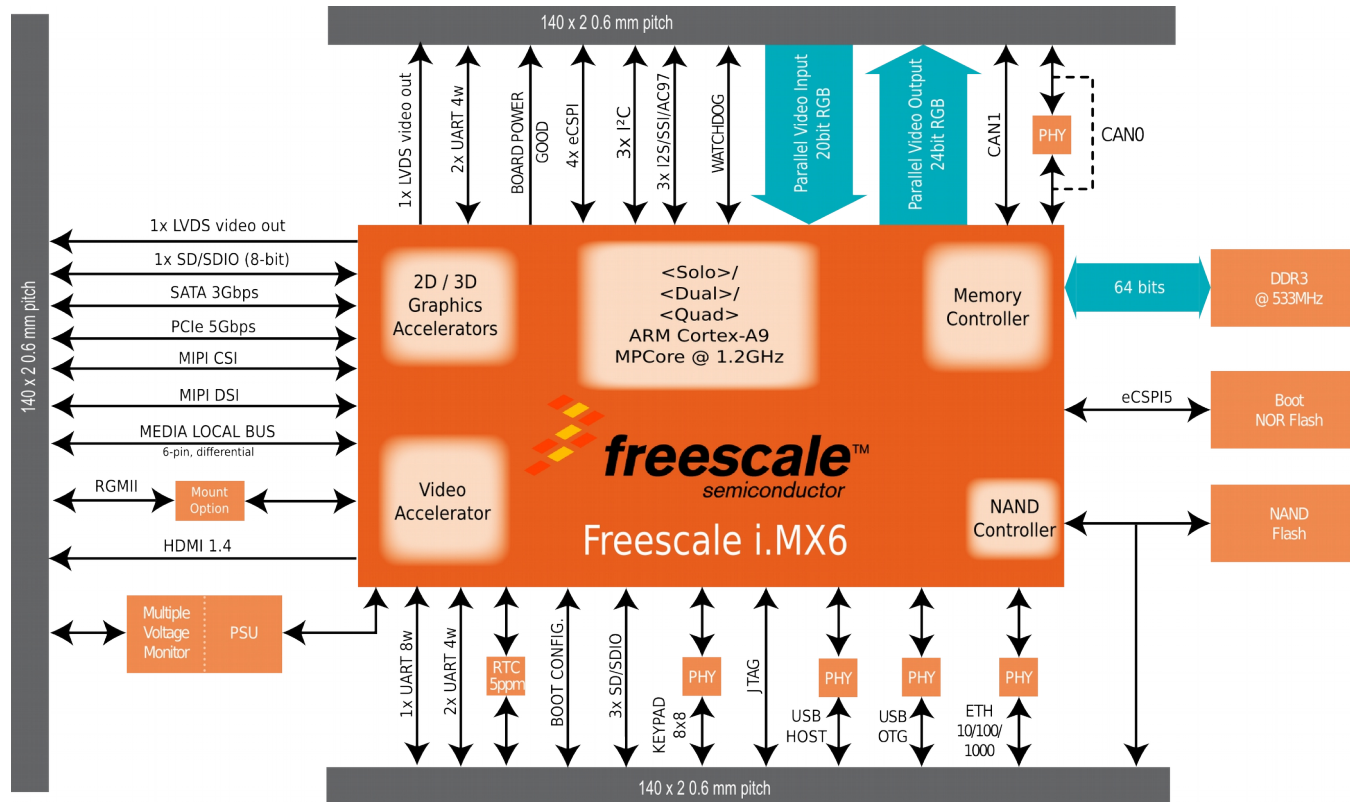 140 x 2 0.6 mm pitch
1x LVDS video out
2x UART 4w
BOARD POWER
GOOD
4x eCSPI
3x I²C
3x I2S/SSI/AC97
WATCHDOG
Parallel Video Input
20bit RGB
Parallel Video Output
24bit RGB
CAN1
PHY
CAN0
140 x 2 0.6 mm pitch
1x LVDS video out
1x SD/SDIO (8-bit)
SATA 3Gbps
PCIe 5Gbps
MIPI CSI
MIPI DSI
MEDIA LOCAL BUS
6-pin, differential
RGMII
Mount
Option
HDMI 1.4
Multiple
Voltage
Monitor
PSU
2D / 3D
Graphics
Accelerators
<Solo>/
<Dual>/
<Quad>
ARM Cortex-A9
MPCore @ 1.2GHz
Memory
Controller
64 bits
DDR3
@ 533MHz
eCSPI5
Boot
NOR Flash
Video
Accelerator
freescale™
semiconductor
Freescale i.MX6
NAND
Controller
NAND
Flash
1x UART 8w
2x UART 4w
RTC
5ppm
BOOT CONFIG.
3x SD/SDIO
KEYPAD
8x8
PHY
JTAG
PHY
USB
HOST
PHY
USB
OTG
PHY
ETH
10/100/
1000
140 x 2 0.6 mm pitch